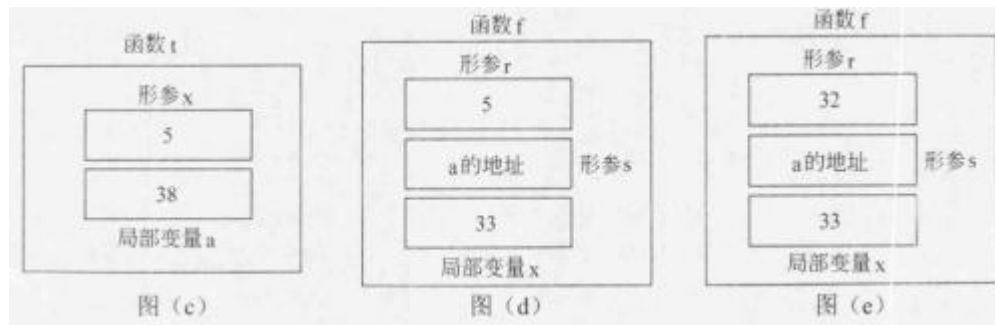 函数t
形参x
5
38
局部变量a
图（c）
函数f
形参r
5
a的地址 形参s
33
局部变量x
图（d）
函数f
形参r
32
a的地址 形参s
33
局部变量x
图（e）